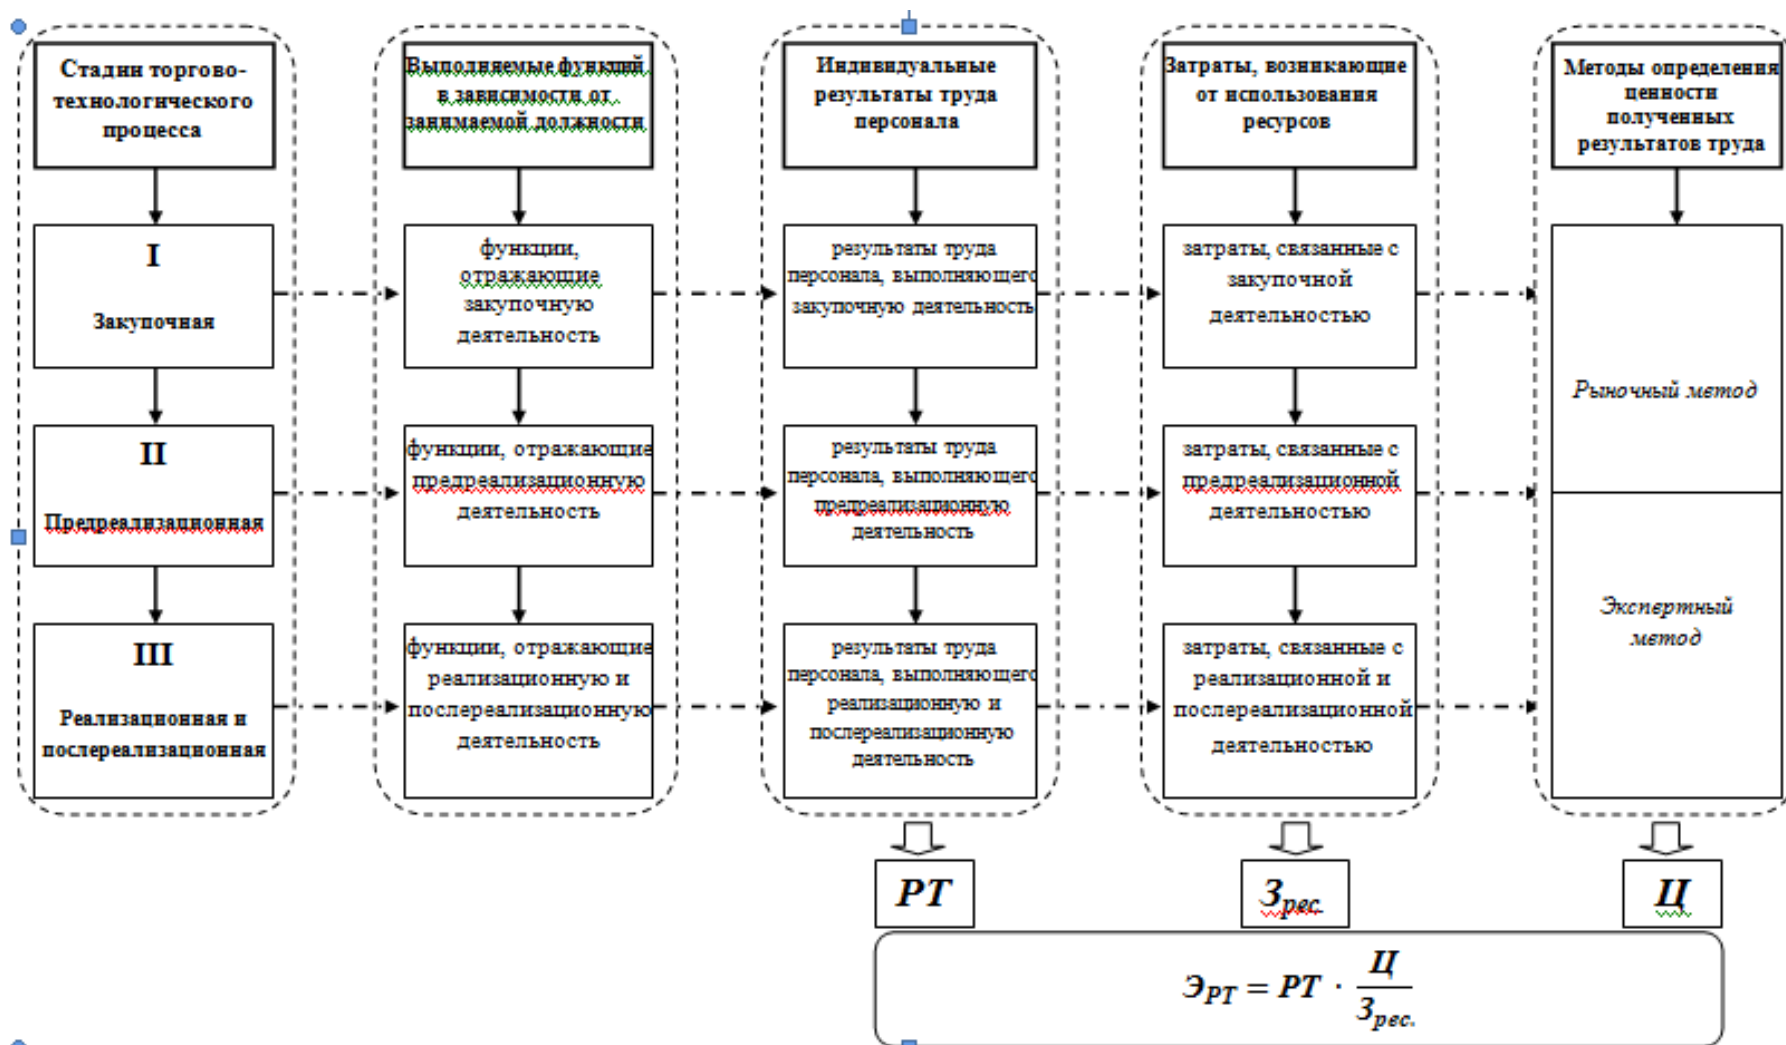 Стадии торгово-
технологического
процесса
Выполняемые функций
в зависимости от
занимаемой должности
Индивидуальные
результаты труда
персонала
Затраты, возникающие
от использования
ресурсов
Методы определения
ценности
полученных
результатов труда
I
Закупочная
функции,
отражающие
закупочную
деятельность
результаты труда
персонала, выполняющего
закупочную деятельность
затраты, связанные с
закупочной
деятельностью
Рыночный метод
II
Предреализационная
функции, отражающие
предреализационную
деятельность
результаты труда
персонала, выполняющего
предреализационную
деятельность
затраты, связанные с
предреализационной
деятельностью
Экспертный
метод
III
Реализационная и
послереализационная
функции, отражающие
реализационную и
послереализационную
деятельность
результаты труда
персонала, выполняющего
реализационную и
послереализационную
деятельность
затраты, связанные с
реализационной и
послереализационной
деятельностью
РТ
Зрес.
Ц
ЭРТ = РТ · Ц / Зрес.